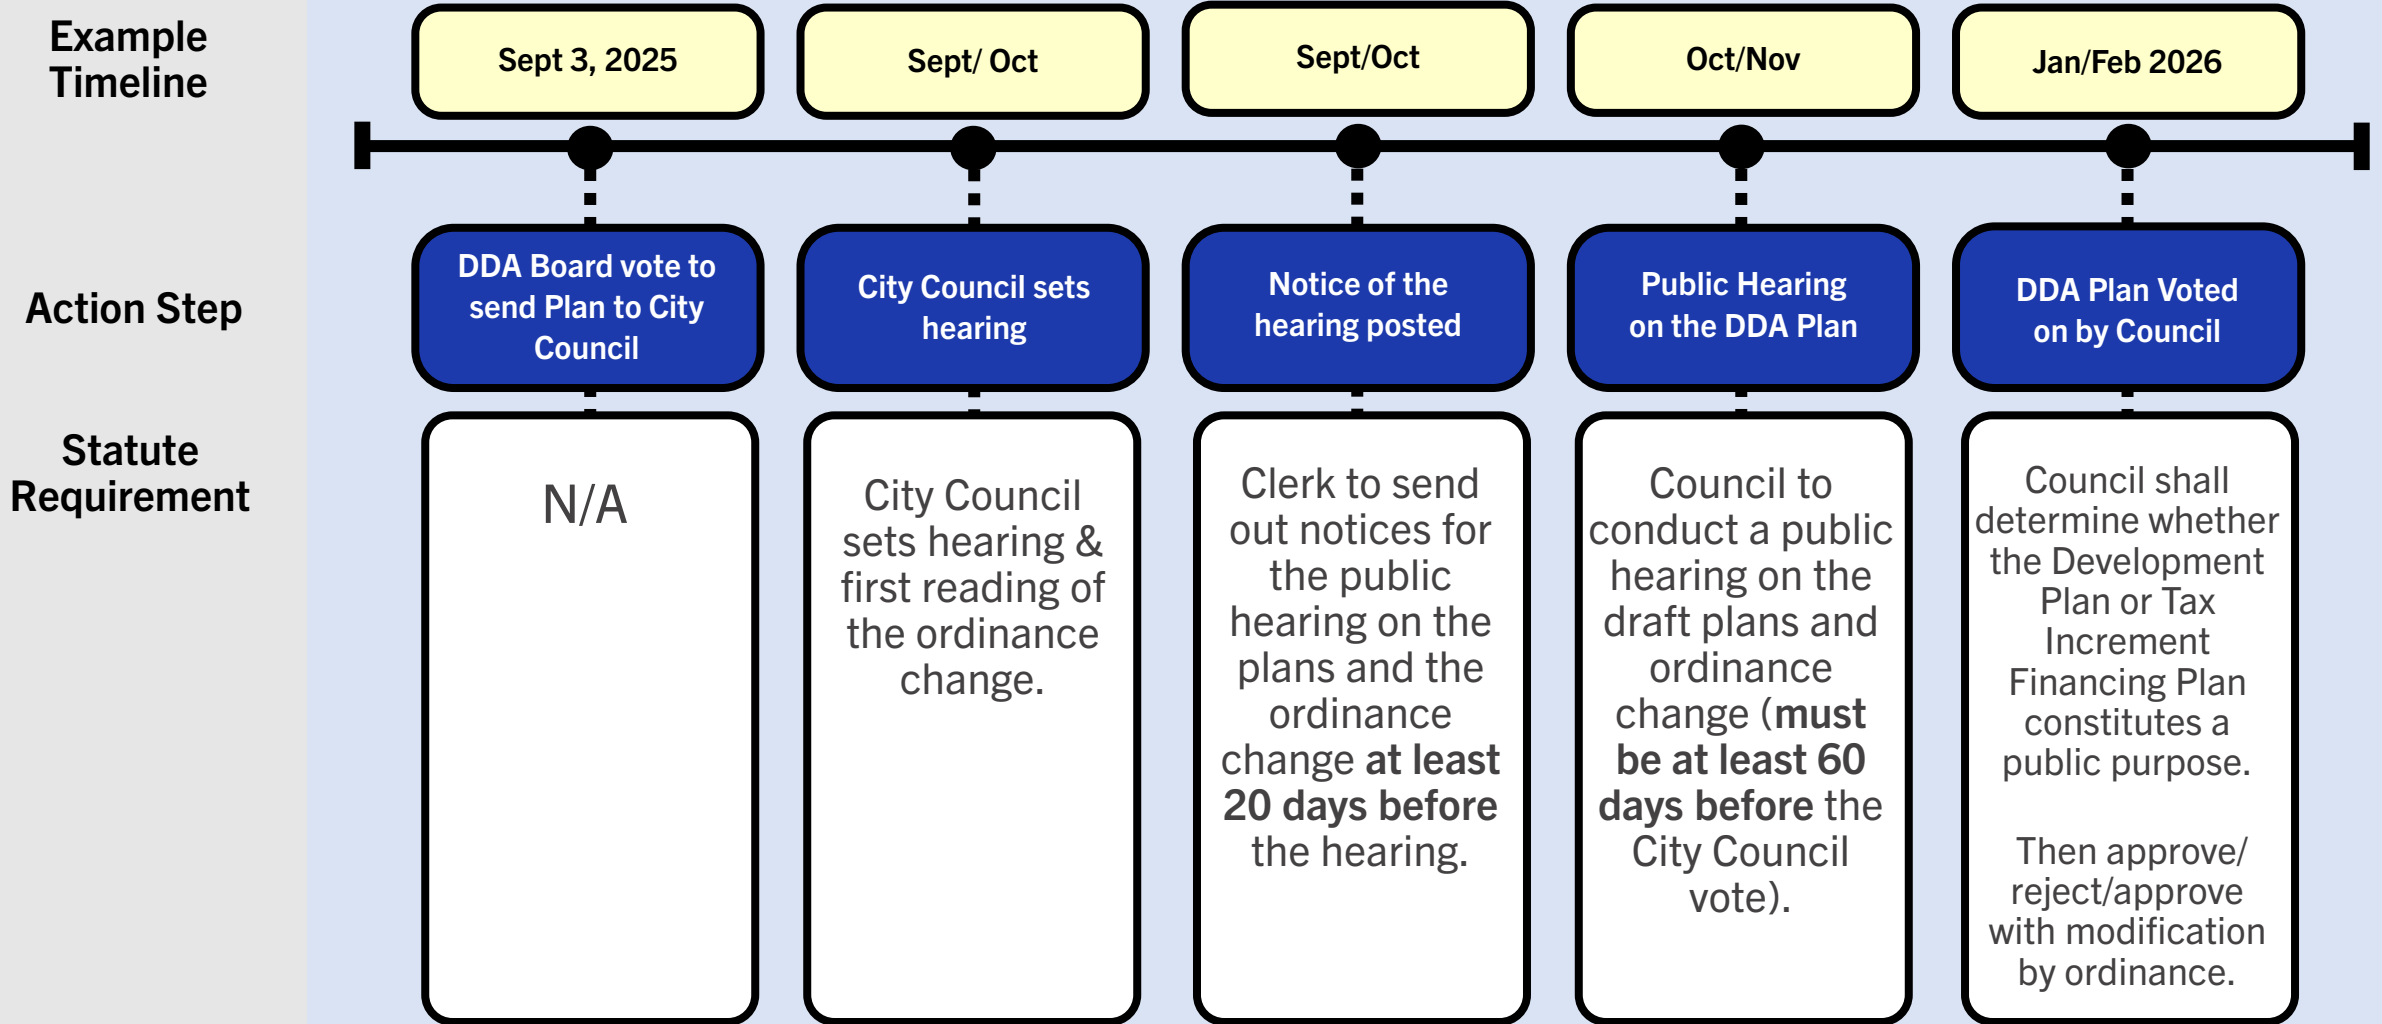 Example
Timeline
Sept 3, 2025
Sept/ Oct
Sept/Oct
Oct/Nov
Jan/Feb 2026
Action Step
DDA Board vote to
send Plan to City
Council
City Council sets
hearing
Notice of the
hearing posted
Public Hearing
on the DDA Plan
DDA Plan Voted
on by Council
Statute
Requirement
N/A
City Council
sets hearing &
first reading of
the ordinance
change.
Clerk to send
out notices for
the public
hearing on the
plans and the
ordinance
change at least
20 days before
the hearing.
Council to
conduct a public
hearing on the
draft plans and
ordinance
change (must
be at least 60
days before the
City Council
vote).
Council shall
determine whether
the Development
Plan or Tax
Increment
Financing Plan
constitutes a
public purpose.
Then approve/
reject/approve
with modification
by ordinance.